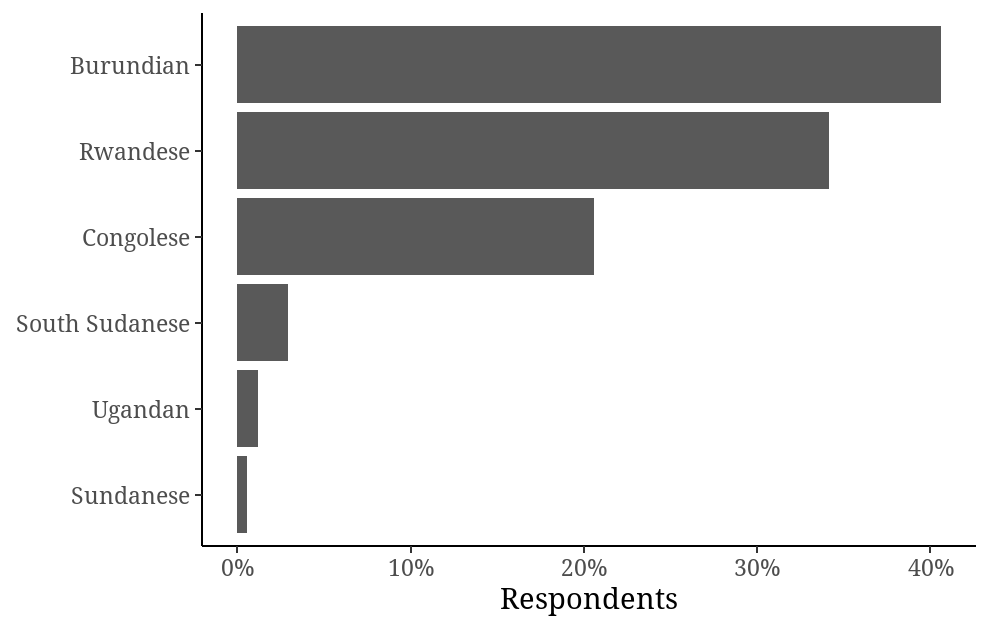 Burundian
Rwandese
Congolese
South Sudanese
Ugandan
Sundanese
0% 10% 20% 30% 40%
Respondents